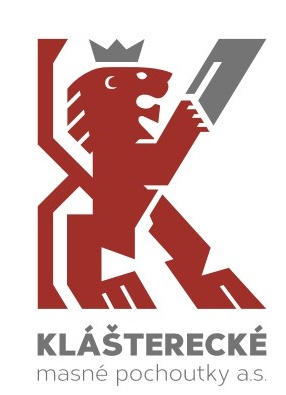 KLÁŠTERECKÉ
masné pochoutky a.s.